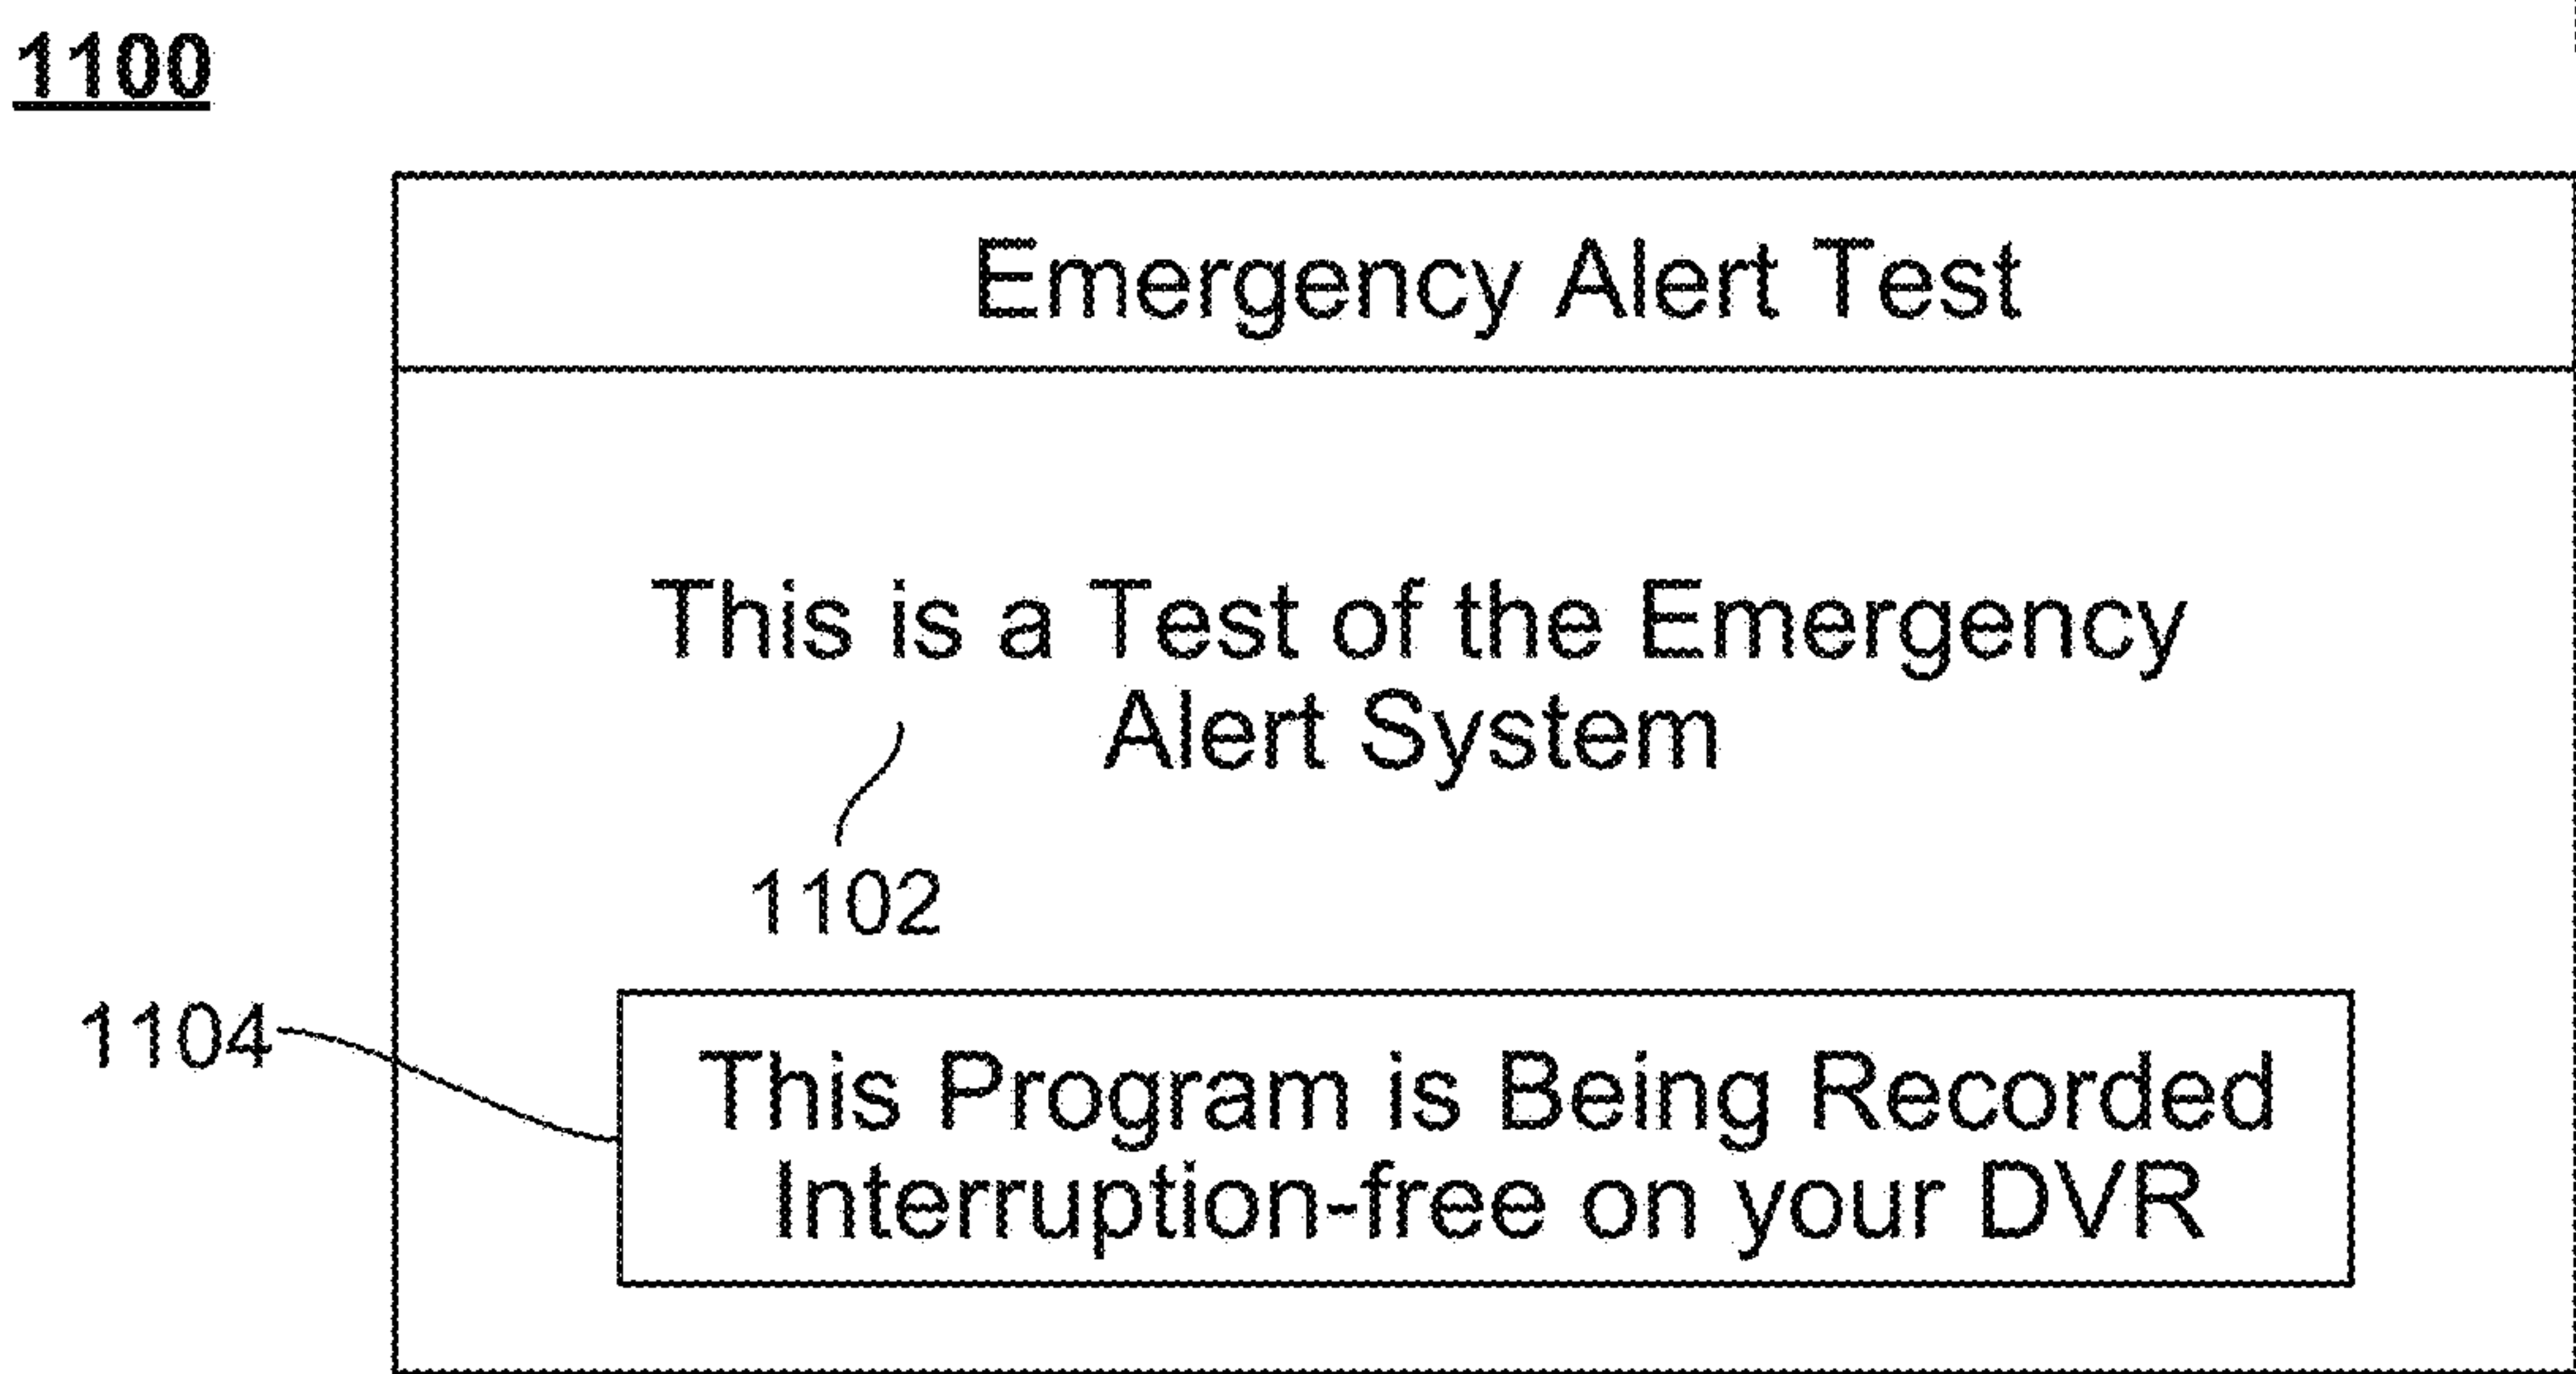 1100
Emergency Alert Test
This is a Test of the Emergency
Alert System
1102
1104
This Program is Being Recorded
Interruption-free on your DVR